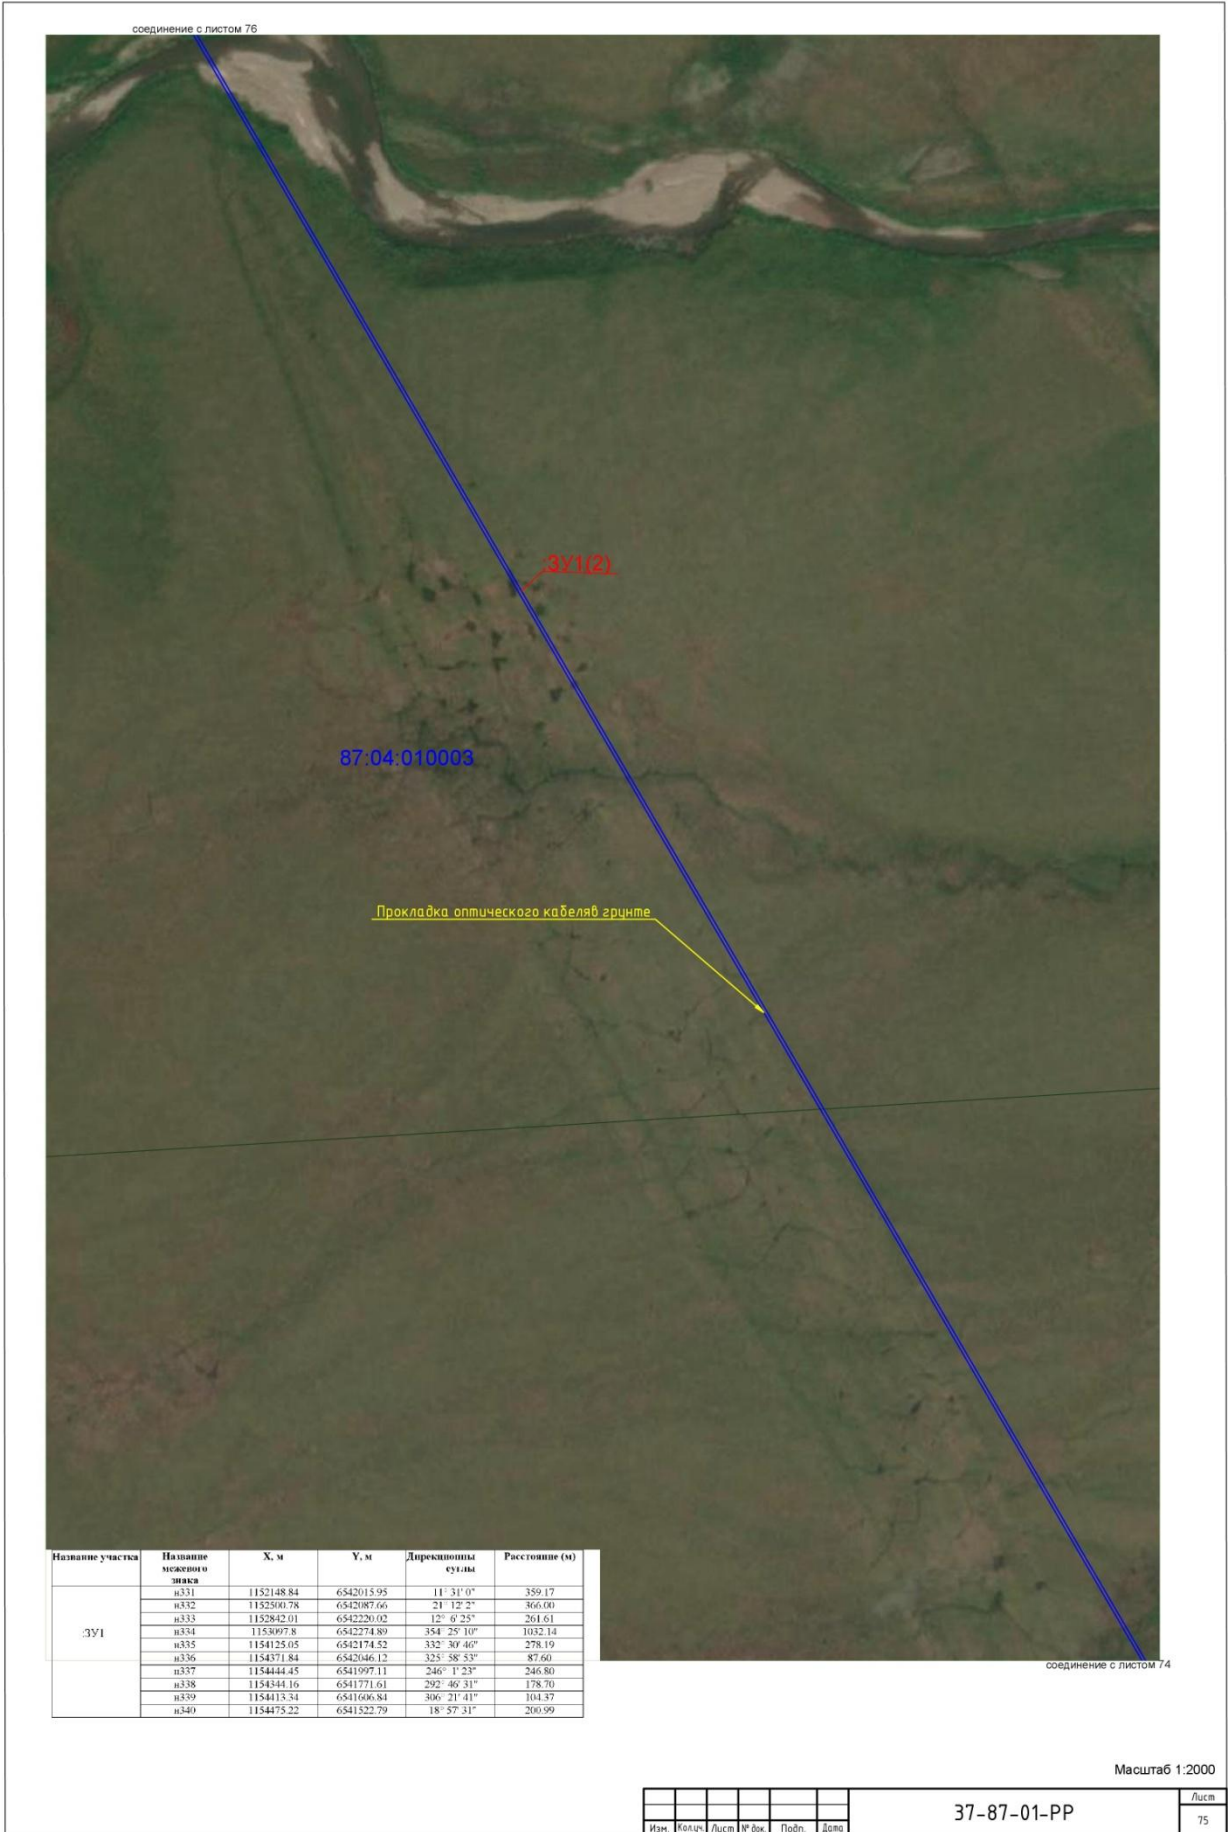 соединение с листом 76
:ЗУ1(2)
87:04:010003
Прокладка оптического кабеляв грунте
соединение с листом 74
Название участка Название межевого знака X, м Y, м Дирекционны еуглы Расстояние (м)
:ЗУ1
н331 1152148.84 6542015.95 11° 31' 0" 359.17
н332 1152500.78 6542087.66 21° 12' 2" 366.00
н333 1152842.01 6542220.02 12° 6' 25" 261.61
н334 1153097.8 6542274.89 354° 25' 10" 1032.14
н335 1154125.05 6542174.52 332° 30' 46" 278.19
н336 1154371.84 6542046.12 325° 58' 53" 87.60
н337 1154444.45 6541997.11 246° 1' 23" 246.80
н338 1154344.16 6541771.61 292° 46' 31" 178.70
н339 1154413.34 6541606.84 306° 21' 41" 104.37
н340 1154475.22 6541522.79 18° 57' 31" 200.99
Масштаб 1:2000
37-87-01-РР
Лист
75
Изм. Кол.уч. Лист № док. Подп. Дата